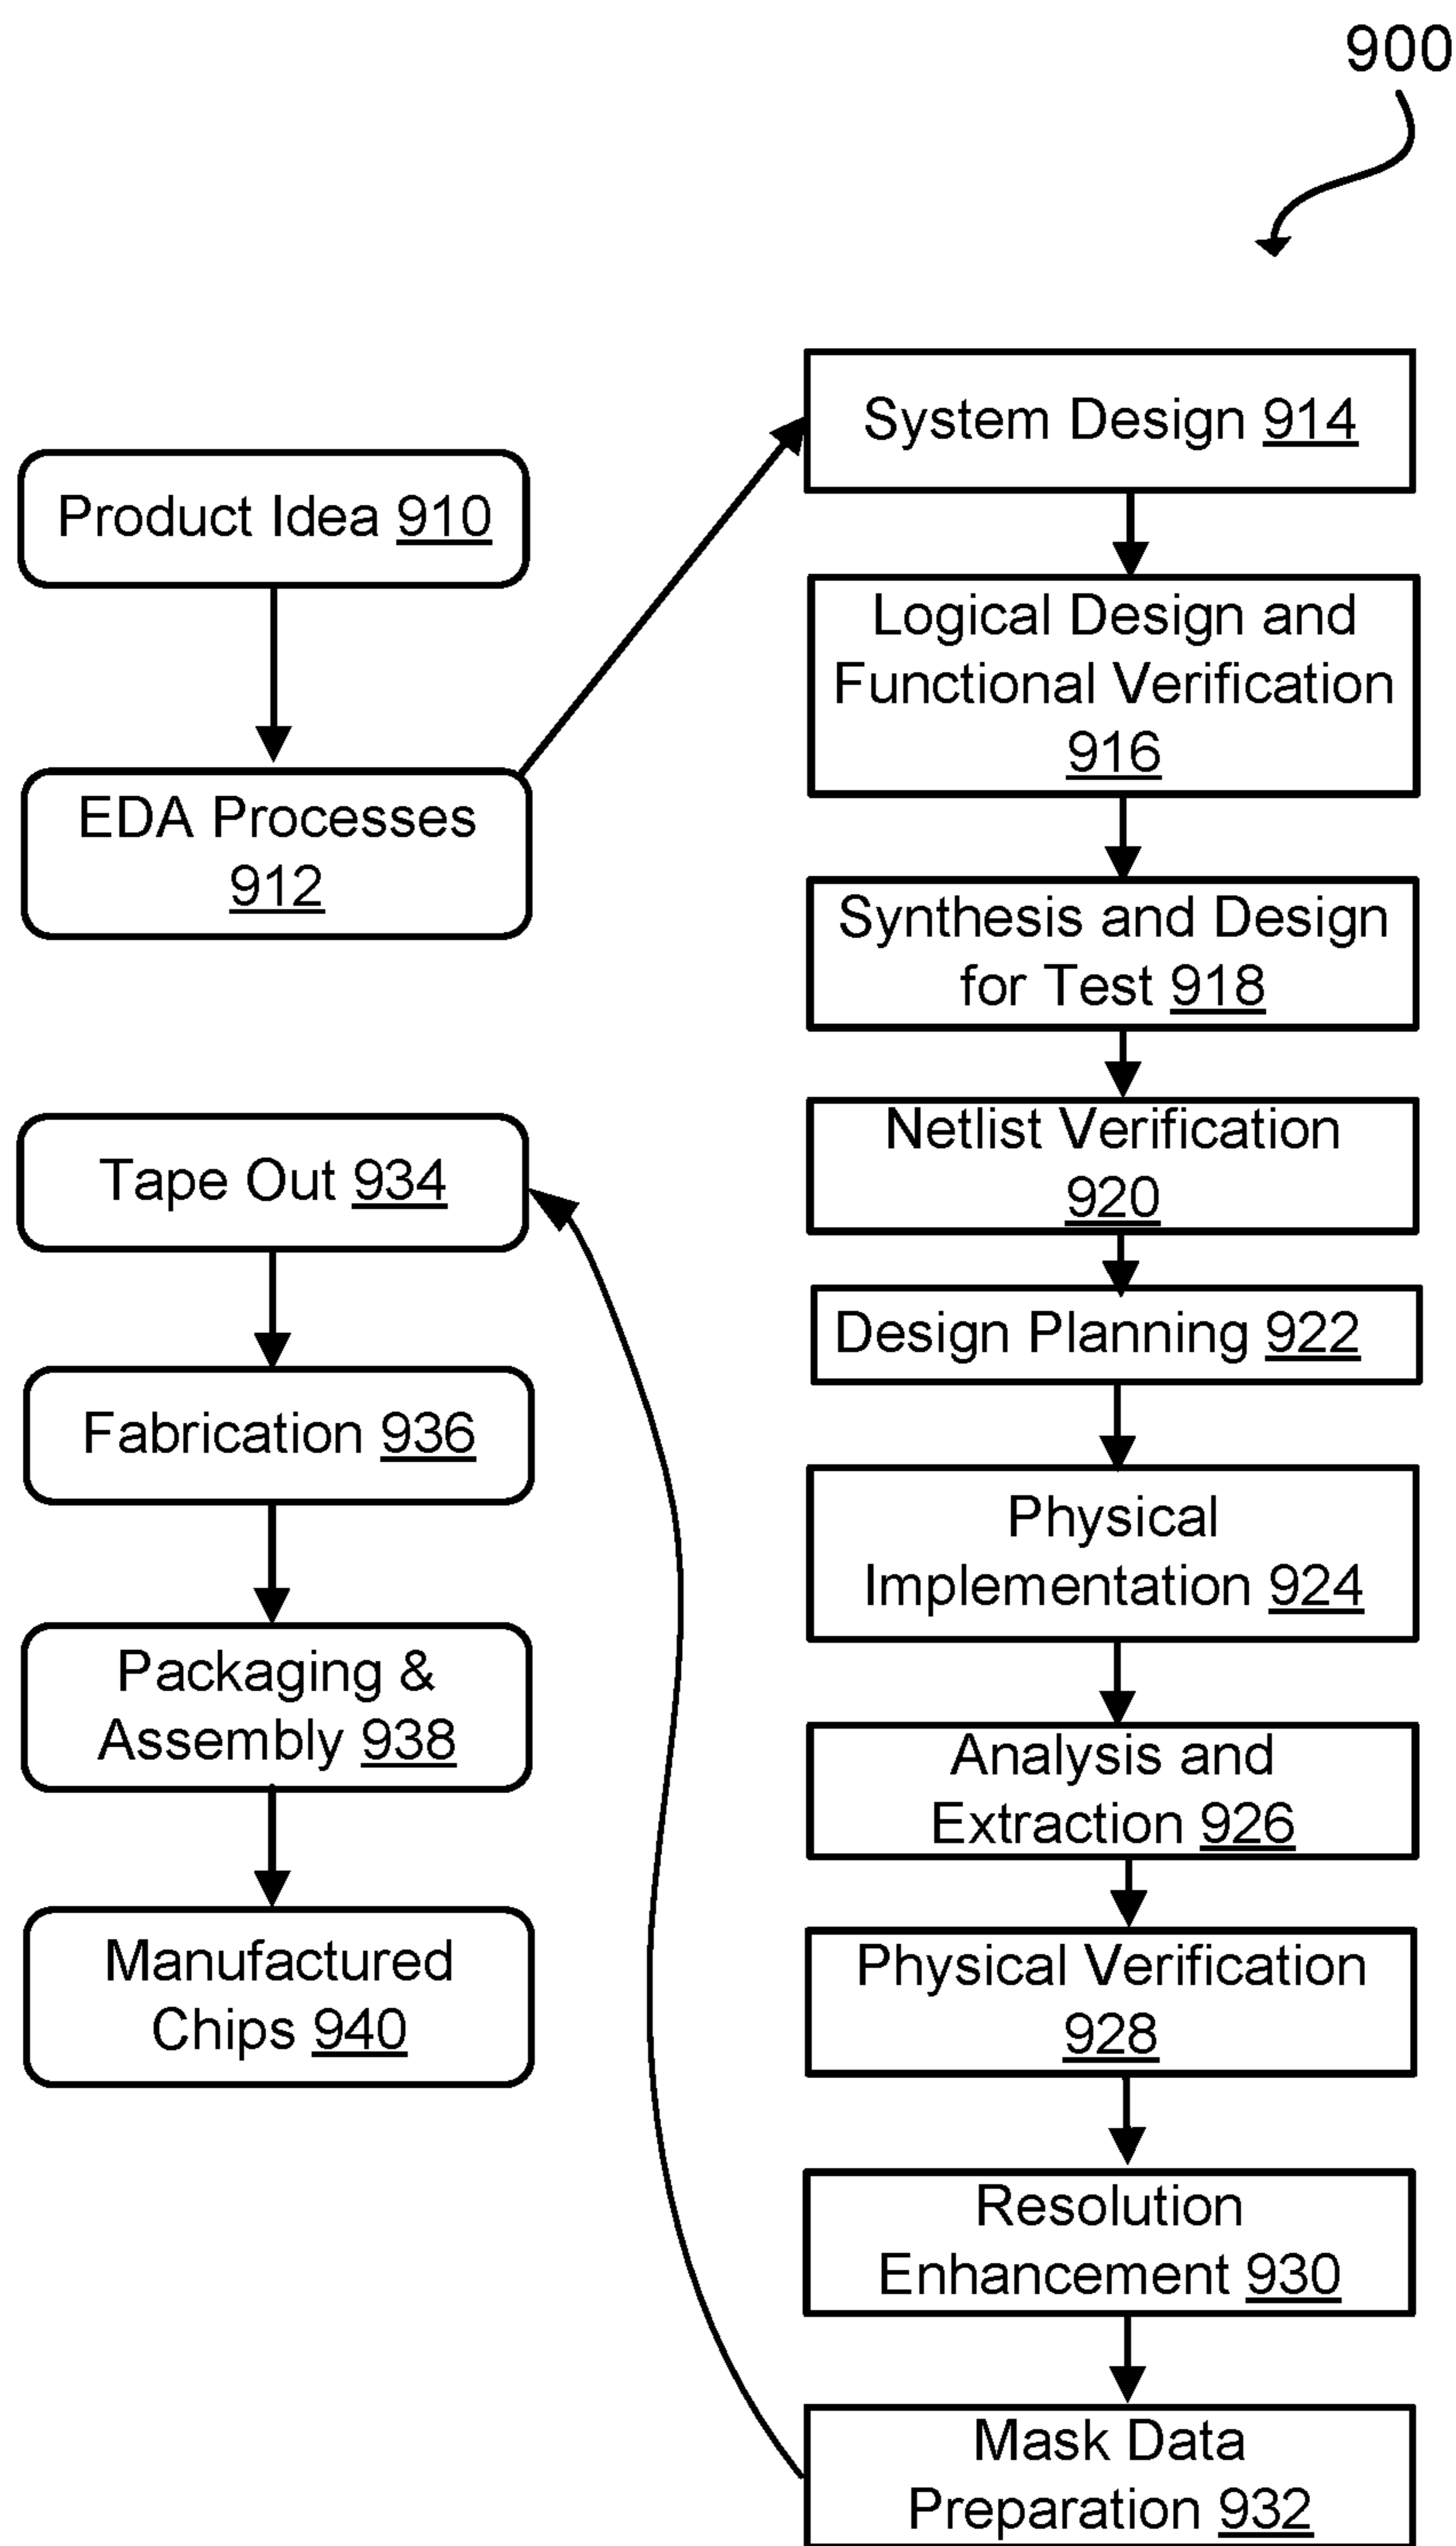 900
Product Idea 910
EDA Processes
912
System Design 914
Logical Design and
Functional Verification
916
Synthesis and Design
for Test 918
Netlist Verification
920
Design Planning 922
Physical
Implementation 924
Analysis and
Extraction 926
Physical Verification
928
Resolution
Enhancement 930
Mask Data
Preparation 932
Tape Out 934
Fabrication 936
Packaging &
Assembly 938
Manufactured
Chips 940